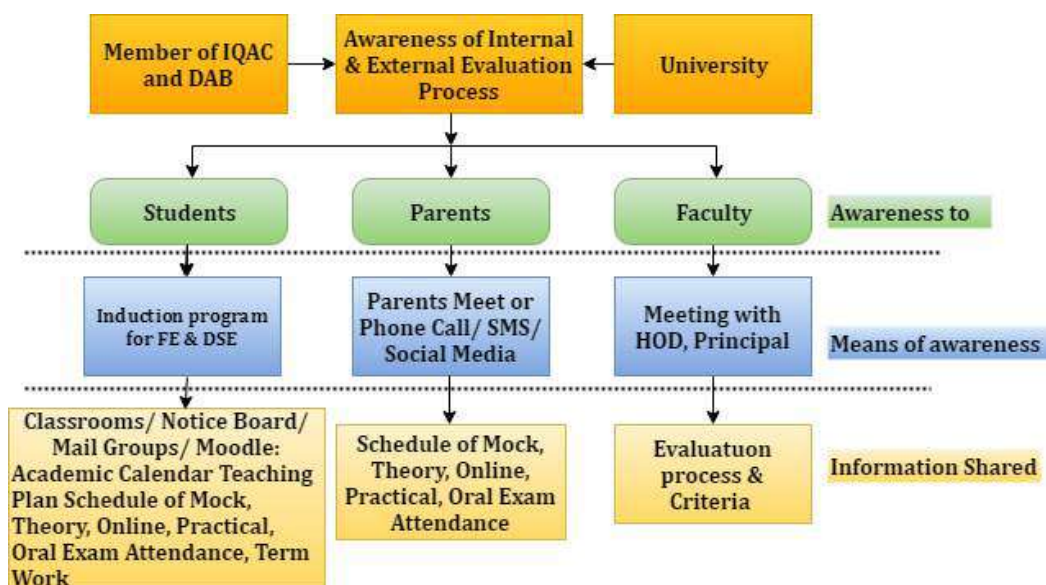 Member of IQAC
and DAB
Awareness of Internal
& External Evaluation
Process
University
Students
Parents
Faculty
Awareness to
Induction program
for FE & DSE
Parents Meet or
Phone Call/ SMS/
Social Media
Meeting with
HOD, Principal
Means of awareness
Classrooms/ Notice Board/
Mail Groups/ Moodle:
Academic Calendar Teaching
Plan Schedule of Mock,
Theory, Online, Practical,
Oral Exam Attendance, Term
Work
Schedule of Mock,
Theory, Online,
Practical, Oral Exam
Attendance
Evaluatuon
process &
Criteria
Information Shared